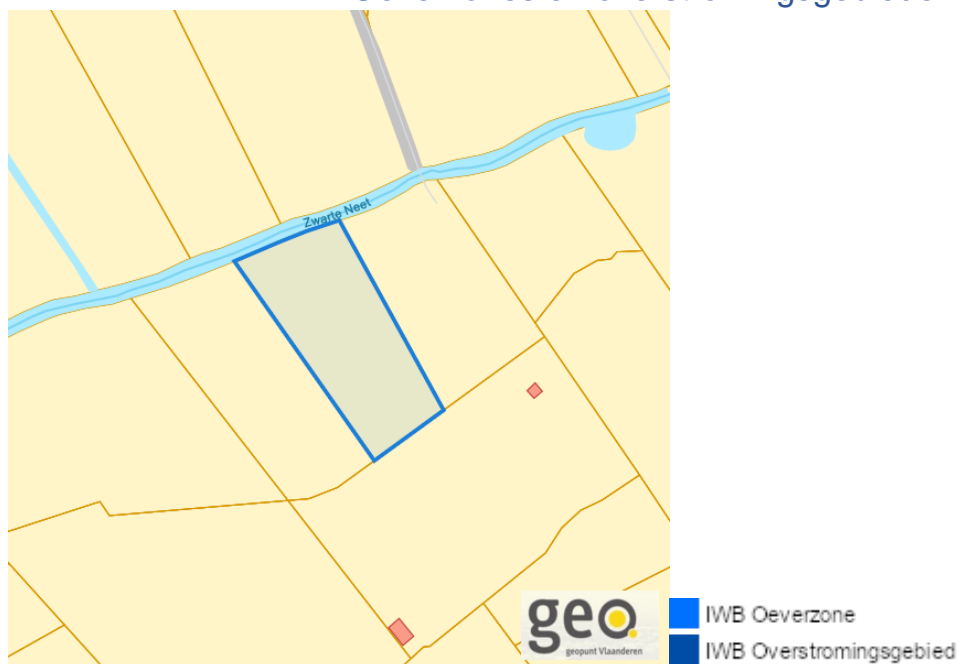 Zwarte Neet
geo
geopunt Vlaanderen
IWB Oeverzone
IWB Overstromingsgebied